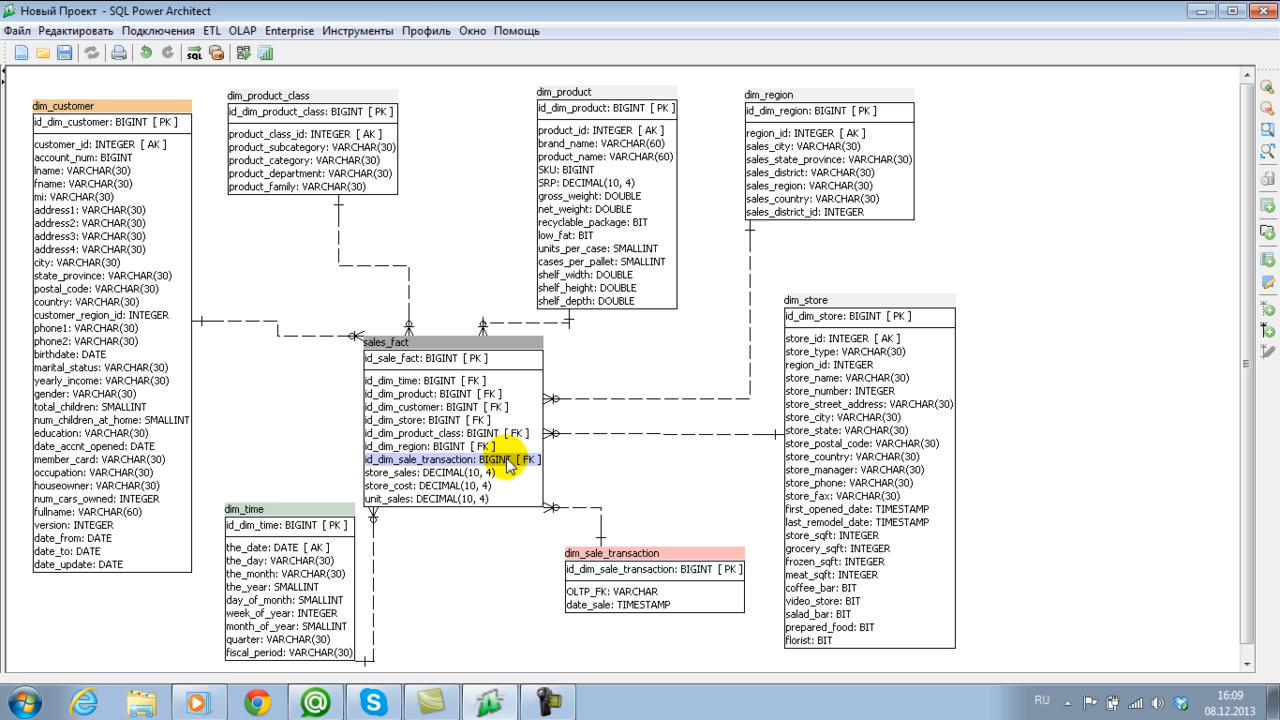 Новый Проект - SQL Power Architect
Файл Редактировать Подключения ETL OLAP Enterprise Инструменты Профиль Окно Помощь
SQL
dim_customer
id_dim_customer: BIGINT [ PK ]
customer_id: INTEGER [ AK ]
account_num: BIGINT
lname: VARCHAR(30)
fname: VARCHAR(30)
mi: VARCHAR(30)
address1: VARCHAR(30)
address2: VARCHAR(30)
address3: VARCHAR(30)
address4: VARCHAR(30)
city: VARCHAR(30)
state_province: VARCHAR(30)
postal_code: VARCHAR(30)
country: VARCHAR(30)
customer_region_id: INTEGER
phone1: VARCHAR(30)
phone2: VARCHAR(30)
birthdate: DATE
marital_status: VARCHAR(30)
yearly_income: VARCHAR(30)
gender: VARCHAR(30)
total_children: SMALLINT
num_children_at_home: SMALLINT
education: VARCHAR(30)
date_accnt_opened: DATE
member_card: VARCHAR(30)
occupation: VARCHAR(30)
houseowner: VARCHAR(30)
num_cars_owned: INTEGER
fullname: VARCHAR(60)
version: INTEGER
date_from: DATE
date_to: DATE
date_update: DATE
dim_product_class
id_dim_product_class: BIGINT [ PK ]
product_class_id: INTEGER [ AK ]
product_subcategory: VARCHAR(30)
product_category: VARCHAR(30)
product_department: VARCHAR(30)
product_family: VARCHAR(30)
dim_product
id_dim_product: BIGINT [ PK ]
product_id: INTEGER [ AK ]
brand_name: VARCHAR(60)
product_name: VARCHAR(60)
SKU: BIGINT
SRP: DECIMAL(10, 4)
gross_weight: DOUBLE
net_weight: DOUBLE
recyclable_package: BIT
low_fat: BIT
units_per_case: SMALLINT
cases_per_pallet: SMALLINT
shelf_width: DOUBLE
shelf_height: DOUBLE
shelf_depth: DOUBLE
dim_region
id_dim_region: BIGINT [ PK ]
region_id: INTEGER [ AK ]
sales_city: VARCHAR(30)
sales_state_province: VARCHAR(30)
sales_district: VARCHAR(30)
sales_region: VARCHAR(30)
sales_country: VARCHAR(30)
sales_district_id: INTEGER
sales_fact
id_sale_fact: BIGINT [ PK ]
id_dim_time: BIGINT [ FK ]
id_dim_product: BIGINT [ FK ]
id_dim_customer: BIGINT [ FK ]
id_dim_store: BIGINT [ FK ]
id_dim_product_class: BIGINT [ FK ]
id_dim_region: BIGINT [ FK ]
id_dim_sale_transaction: BIGINT [ FK ]
store_sales: DECIMAL(10, 4)
store_cost: DECIMAL(10, 4)
unit_sales: DECIMAL(10, 4)
dim_store
id_dim_store: BIGINT [ PK ]
store_id: INTEGER [ AK ]
store_type: VARCHAR(30)
region_id: INTEGER
store_name: VARCHAR(30)
store_number: INTEGER
store_street_address: VARCHAR(30)
store_city: VARCHAR(30)
store_state: VARCHAR(30)
store_postal_code: VARCHAR(30)
store_country: VARCHAR(30)
store_manager: VARCHAR(30)
store_phone: VARCHAR(30)
store_fax: VARCHAR(30)
first_opened_date: TIMESTAMP
last_remodel_date: TIMESTAMP
store_sqft: INTEGER
grocery_sqft: INTEGER
frozen_sqft: INTEGER
meat_sqft: INTEGER
coffee_bar: BIT
video_store: BIT
salad_bar: BIT
prepared_food: BIT
florist: BIT
dim_time
id_dim_time: BIGINT [ PK ]
the_date: DATE [ AK ]
the_day: VARCHAR(30)
the_month: VARCHAR(30)
the_year: SMALLINT
day_of_month: SMALLINT
week_of_year: INTEGER
month_of_year: SMALLINT
quarter: VARCHAR(30)
fiscal_period: VARCHAR(30)
dim_sale_transaction
id_dim_sale_transaction: BIGINT [ PK ]
OLTP_FK: VARCHAR
date_sale: TIMESTAMP
RU
16:09
08.12.2013